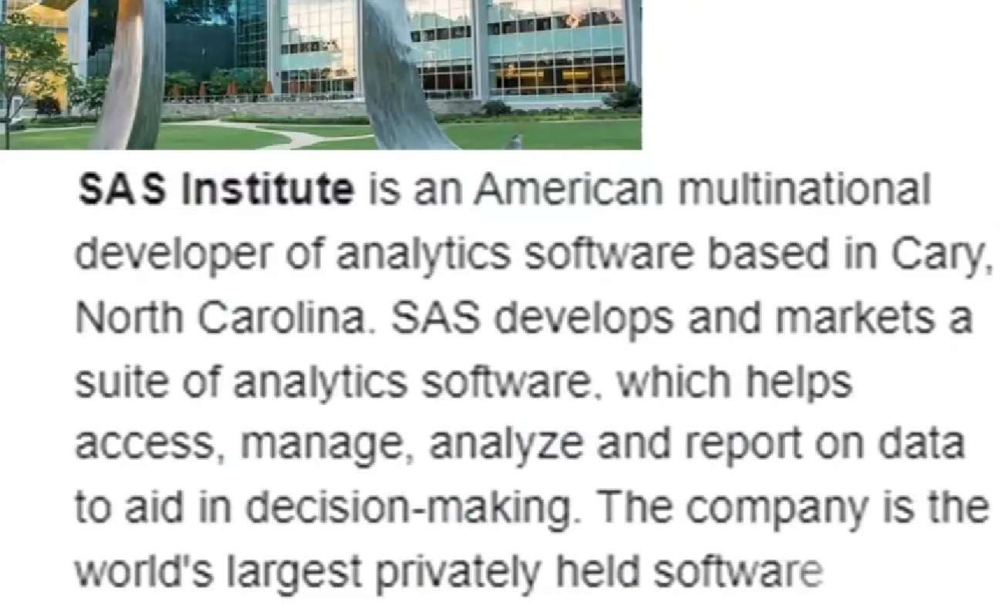 SAS Institute is an American multinational
developer of analytics software based in Cary,
North Carolina. SAS develops and markets a
suite of analytics software, which helps
access, manage, analyze and report on data
to aid in decision-making. The company is the
world's largest privately held software